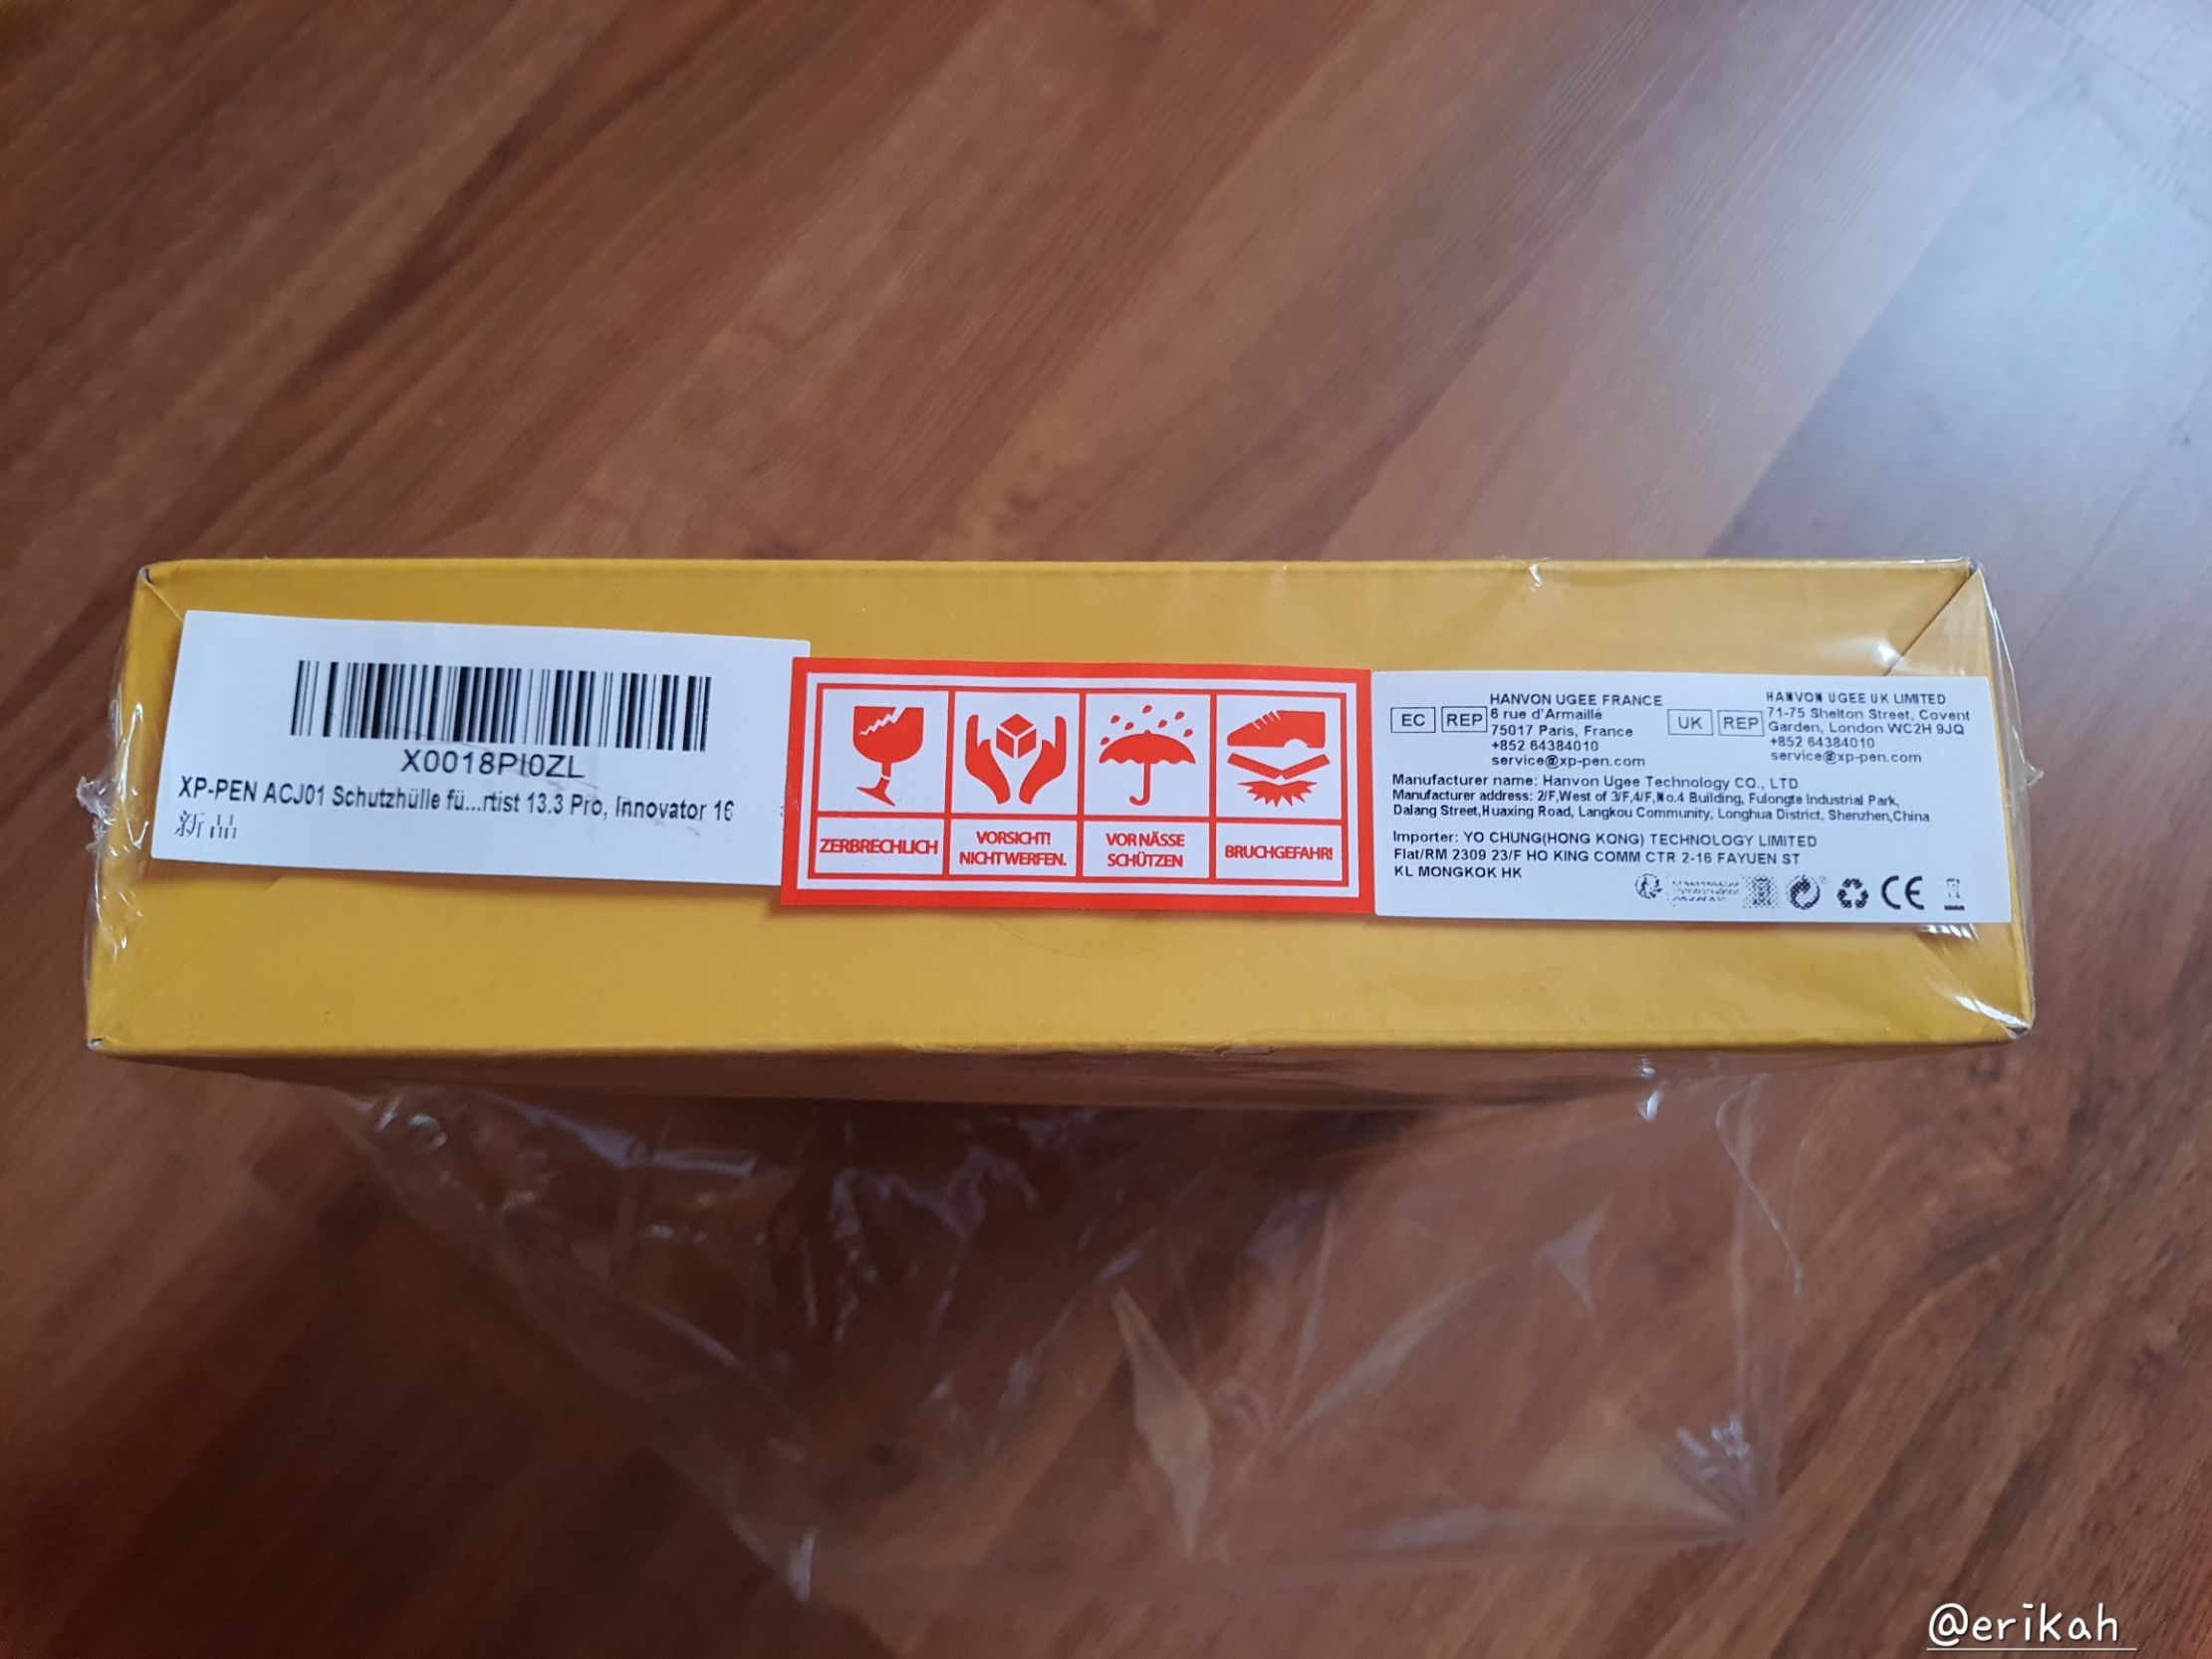 X0018PI0ZL
XP-PEN ACJ01 Schutzhülle fü...rtist 13.3 Pro, Innovator 16
新品
ZERBRECHLICH
VORSICHT!
NICHT WERFEN.
VOR NÄSSE
SCHÜTZEN
BRUCHGEFAHR!
EC REP
HANVON UGEE FRANCE
6 rue d'Armaillé
75017 Paris, France
+852 64384010
service@xp-pen.com
UK REP
HANVON UGEE UK LIMITED
71-75 Shelton Street, Covent
Garden, London WC2H 9JQ
+852 64384010
service@xp-pen.com
Manufacturer name: Hanvon Ugee Technology CO., LTD
Manufacturer address: 2/F,West of 3/F,4/F,No.4 Building, Fulongte Industrial Park,
Dalang Street,Huaxing Road, Langkou Community, Longhua District, Shenzhen,China
Importer: YO CHUNG(HONG KONG) TECHNOLOGY LIMITED
Flat/RM 2309 23/F HO KING COMM CTR 2-16 FAYUEN ST
KL MONGKOK HK
CE
@erikah